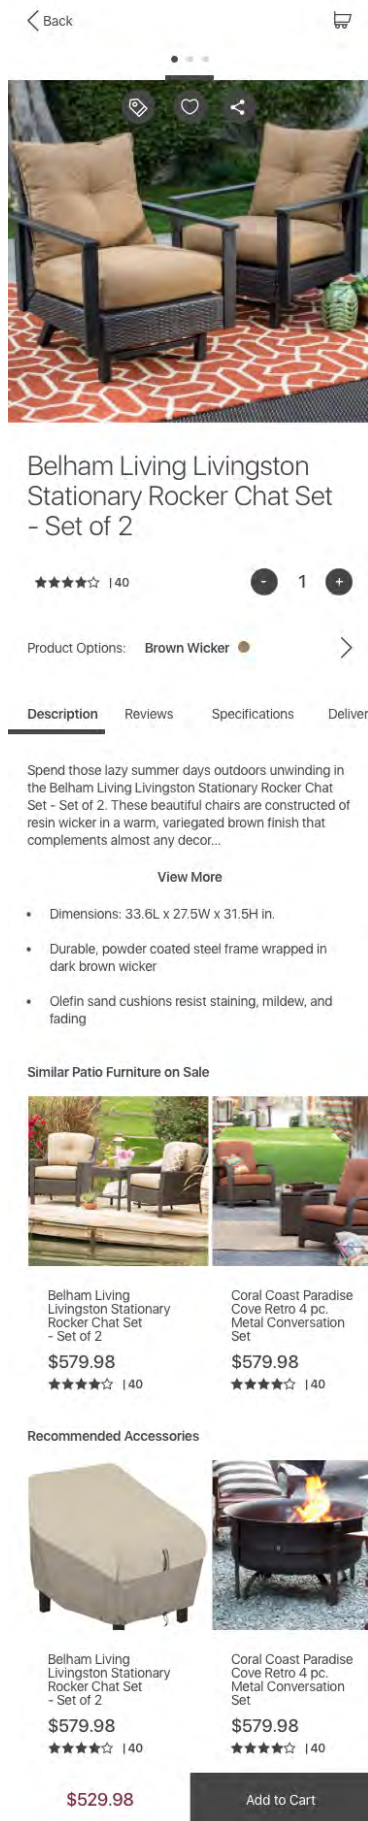 Back
Belham Living Livingston
Stationary Rocker Chat Set
- Set of 2
| 40
-
1
+
Product Options: Brown Wicker
Description Reviews Specifications Deliver
Spend those lazy summer days outdoors unwinding in
the Belham Living Livingston Stationary Rocker Chat
Set - Set of 2. These beautiful chairs are constructed of
resin wicker in a warm, variegated brown finish that
complements almost any decor...
View More
• Dimensions: 33.6L x 27.5W x 31.5H in.
• Durable, powder coated steel frame wrapped in
dark brown wicker
• Olefin sand cushions resist staining, mildew, and
fading
Similar Patio Furniture on Sale
Belham Living
Livingston Stationary
Rocker Chat Set
- Set of 2
$579.98
| 40
Coral Coast Paradise
Cove Retro 4 pc.
Metal Conversation
Set
$579.98
| 40
Recommended Accessories
Belham Living
Livingston Stationary
Rocker Chat Set
- Set of 2
$579.98
| 40
Coral Coast Paradise
Cove Retro 4 pc.
Metal Conversation
Set
$579.98
| 40
$529.98
Add to Cart